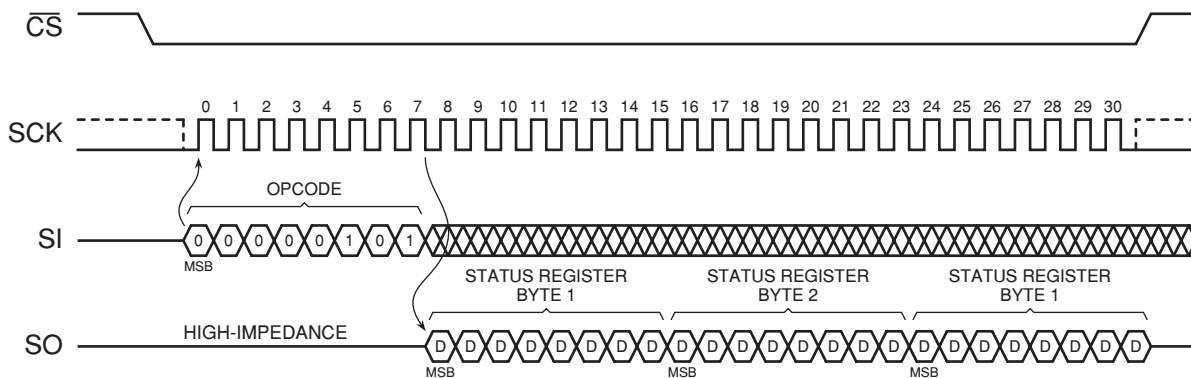 CS
0 1 2 3 4 5 6 7 8 9 10 11 12 13 14 15 16 17 18 19 20 21 22 23 24 25 26 27 28 29 30
SCK
OPCODE
SI 0 0 0 0 0 1 0 1
MSB
STATUS REGISTER
BYTE 1
STATUS REGISTER
BYTE 2
STATUS REGISTER
BYTE 1
HIGH-IMPEDANCE
SO D D D D D D D D D D D D D D D D D D D D D D D D
MSB MSB MSB